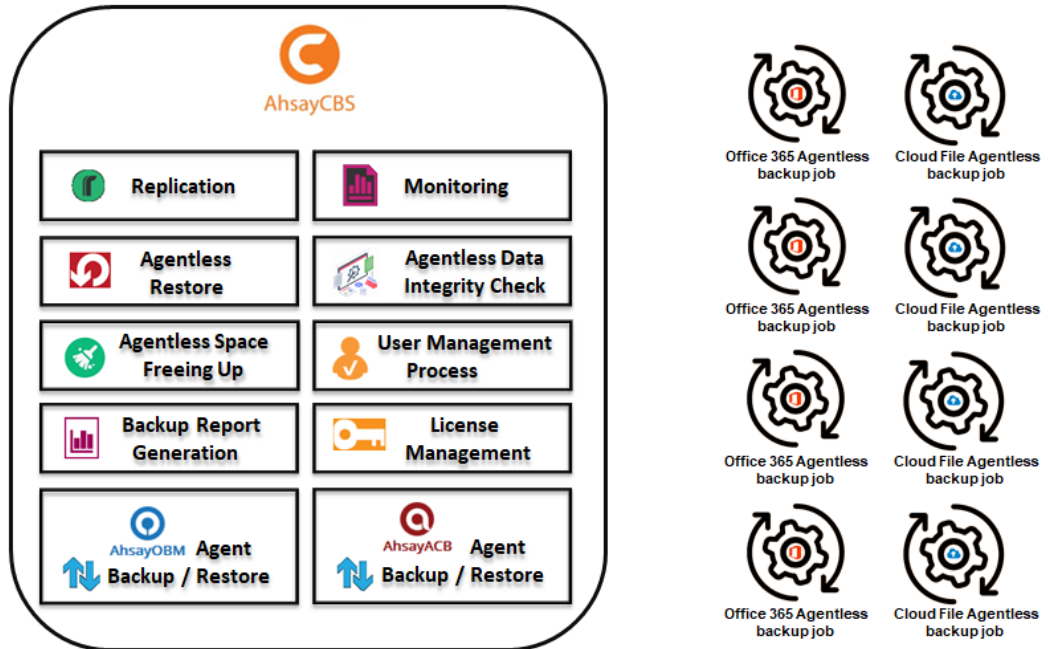 AhsayCBS
Replication
Monitoring
Agentless
Restore
Agentless Data
Integrity Check
Agentless Space
Freeing Up
User Management
Process
Backup Report
Generation
License
Management
AhsayOBM Agent
Backup / Restore
AhsayACB Agent
Backup / Restore
Office 365 Agentless
backup job
Cloud File Agentless
backup job
Office 365 Agentless
backup job
Cloud File Agentless
backup job
Office 365 Agentless
backup job
Cloud File Agentless
backup job
Office 365 Agentless
backup job
Cloud File Agentless
backup job